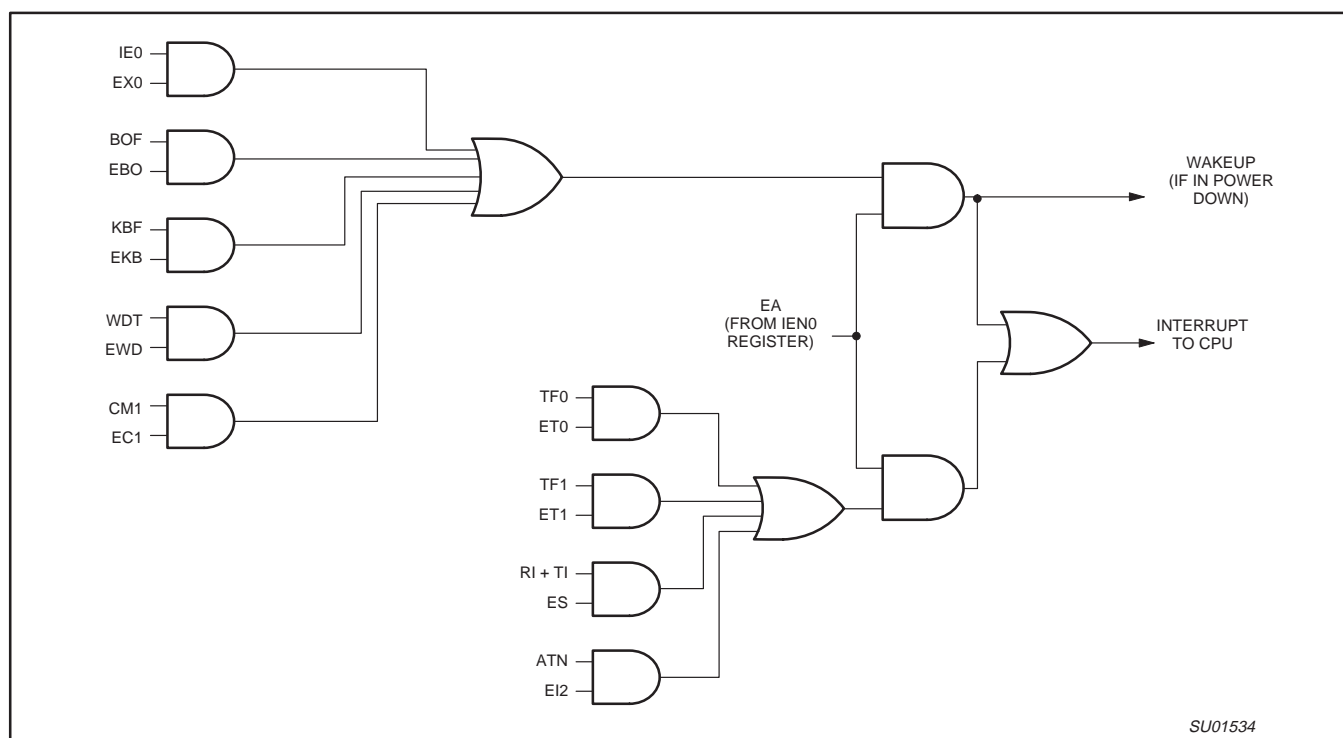 IE0
EX0
BOF
EBO
KBF
EKB
WDT
EWD
CM1
EC1
WAKEUP
(IF IN POWER
DOWN)
EA
(FROM IEN0
REGISTER)
INTERRUPT
TO CPU
TF0
ET0
TF1
ET1
RI + TI
ES
ATN
EI2
SU01534